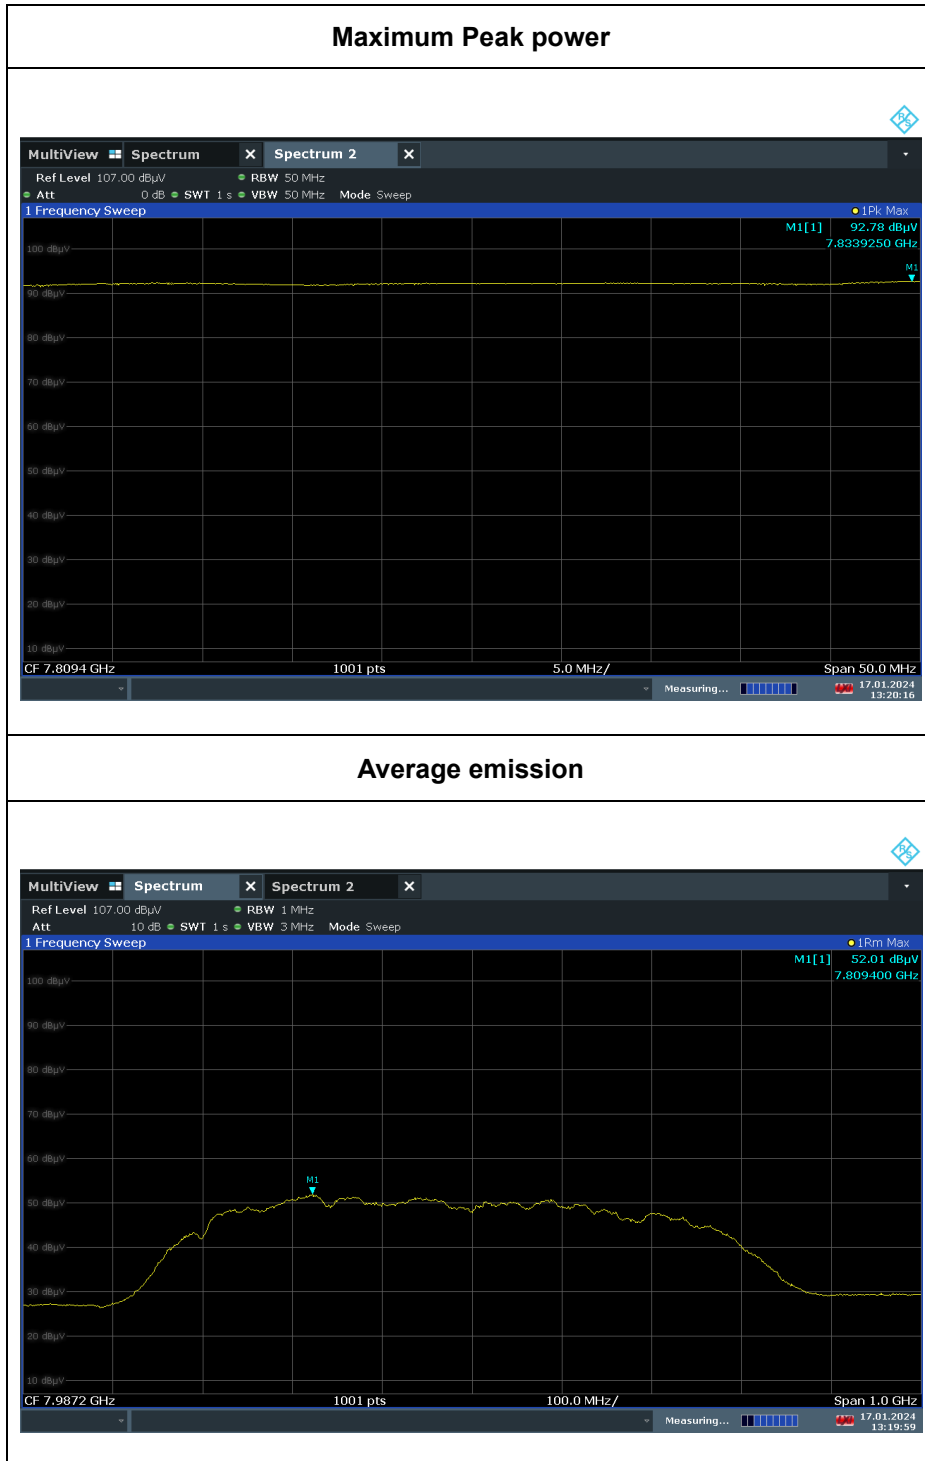 Maximum Peak power
R&S
MultiView Spectrum X Spectrum 2 X
Ref Level 107.00 dBµV RBW 50 MHz
Att 0 dB SWT 1 s VBW 50 MHz Mode Sweep
1 Frequency Sweep 1Pk Max
M1[1] 92.78 dBµV
7.8339250 GHz
100 dBµV
M1
90 dBµV
80 dBµV
70 dBµV
60 dBµV
50 dBµV
40 dBµV
30 dBµV
20 dBµV
10 dBµV
CF 7.8094 GHz 1001 pts 5.0 MHz/ Span 50.0 MHz
Measuring... 17.01.2024
13:20:16
Average emission
R&S
MultiView Spectrum X Spectrum 2 X
Ref Level 107.00 dBµV RBW 1 MHz
Att 10 dB SWT 1 s VBW 3 MHz Mode Sweep
1 Frequency Sweep 1Rm Max
M1[1] 52.01 dBµV
7.809400 GHz
100 dBµV
90 dBµV
80 dBµV
70 dBµV
60 dBµV
M1
50 dBµV
40 dBµV
30 dBµV
20 dBµV
10 dBµV
CF 7.9872 GHz 1001 pts 100.0 MHz/ Span 1.0 GHz
Measuring... 17.01.2024
13:19:59